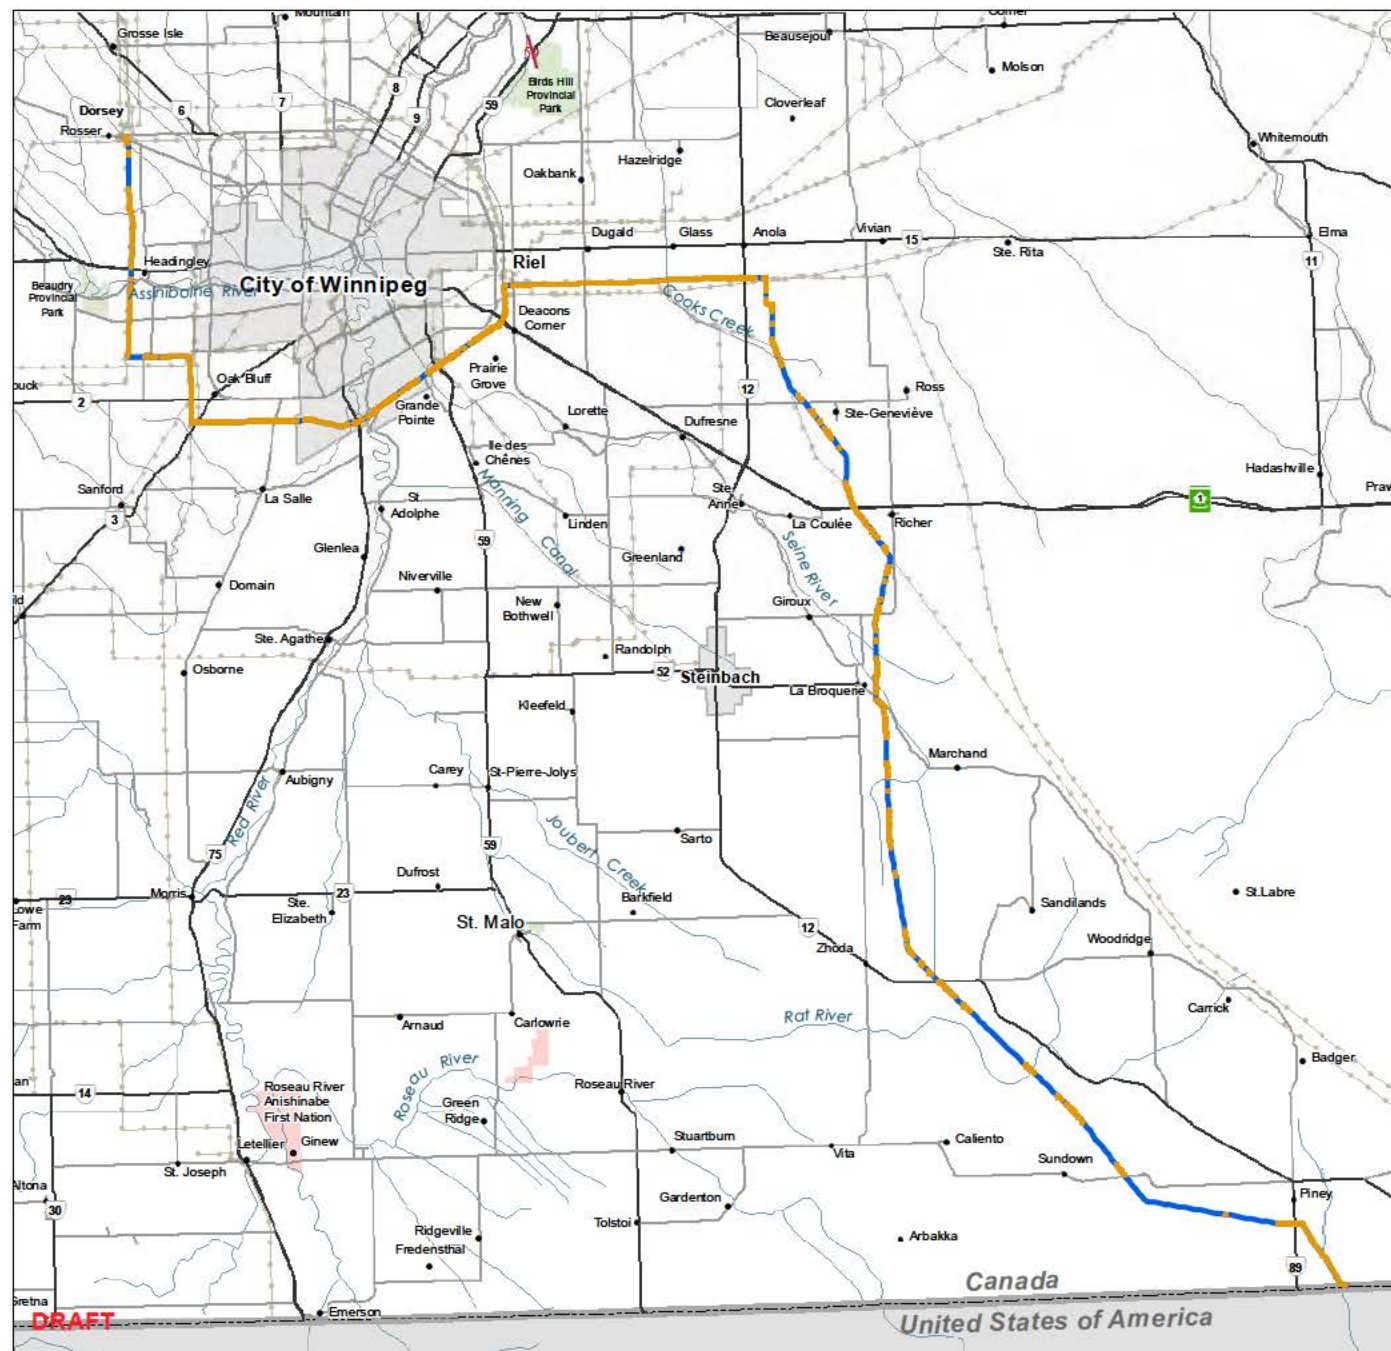 Grosse Isle
Mountain
Corner
Beausejour
Molson
Birds Hill
Provincial
Park
Cloverleaf
Dorsey
6
7
8
9
59
Rosser
Whitemouth
Hazelridge
Oakbank
Dugald
Glass
Anola
Vivian
15
Ste. Rita
Elma
11
Headingley
Riel
City of Winnipeg
Beaudry
Provincial
Park
Assiniboine River
Cooks Creek
Deacons
Corner
Prairie
Grove
Oak Bluff
2
Grande
Pointe
12
Ross
Ste-Geneviève
Lorette
Dufresne
Ile des
Chênes
Hadashville
Sanford
3
La Salle
St.
Adolphe
Manning
Canal
Ste.
Anne
La Coulée
Richer
1
Linden
59
Glenlea
Greenland
Seine River
Domain
Niverville
New
Bothwell
Giroux
Ste. Agathe
Randolph
Osborne
52
Steinbach
La Broquerie
Kleefeld
Marchand
Carey
St-Pierre-Jolys
Aubigny
Red River
Joubert Creek
Sarto
59
75
Dufrost
Morris
23
Ste.
Elizabeth
23
Lowe
Farm
Barkfield
St.Labre
Sandilands
St. Malo
12
Zhoda
Woodridge
Arnaud
Carlowrie
Rat River
Carrick
Badger
Roseau River
14
Roseau River
Anishinabe
First Nation
Green
Ridge
Roseau River
Letellier
Ginew
Stuartburn
Vita
Caliento
St. Joseph
Sundown
Altona
30
Gardenton
Piney
Tolstoi
Ridgeville
Fredensthal
Arbakka
89
Canada
Gretna
DRAFT
Emerson
United States of America